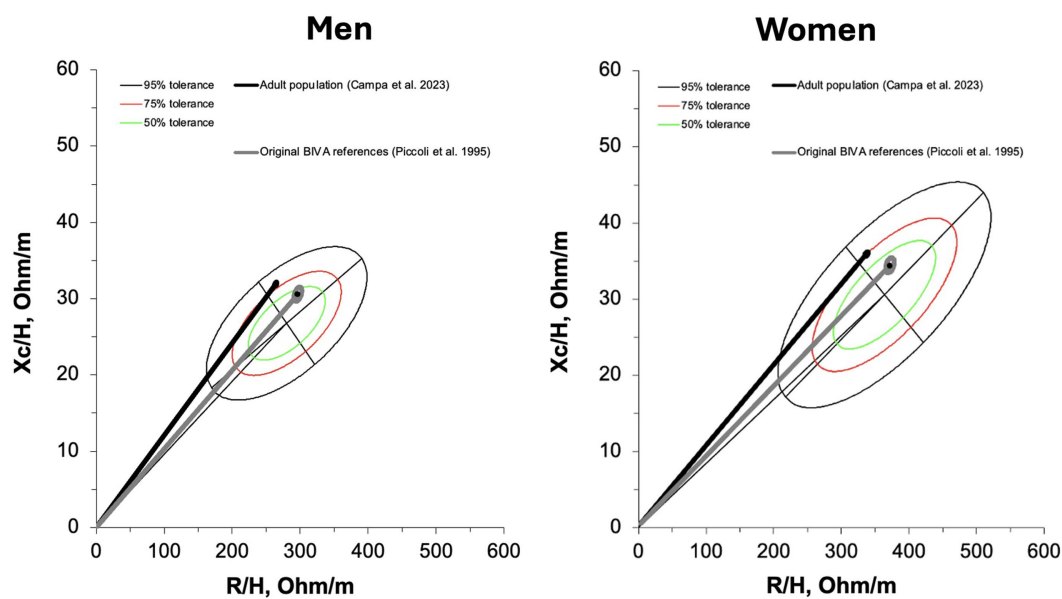 Men
Xc/H, Ohm/m
60
50
40
30
20
10
0
95% tolerance
75% tolerance
50% tolerance
Adult population (Campa et al. 2023)
Original BIVA references (Piccoli et al. 1995)
0 100 200 300 400 500 600
R/H, Ohm/m
Women
Xc/H, Ohm/m
60
50
40
30
20
10
0
95% tolerance
75% tolerance
50% tolerance
Adult population (Campa et al. 2023)
Original BIVA references (Piccoli et al. 1995)
0 100 200 300 400 500 600
R/H, Ohm/m